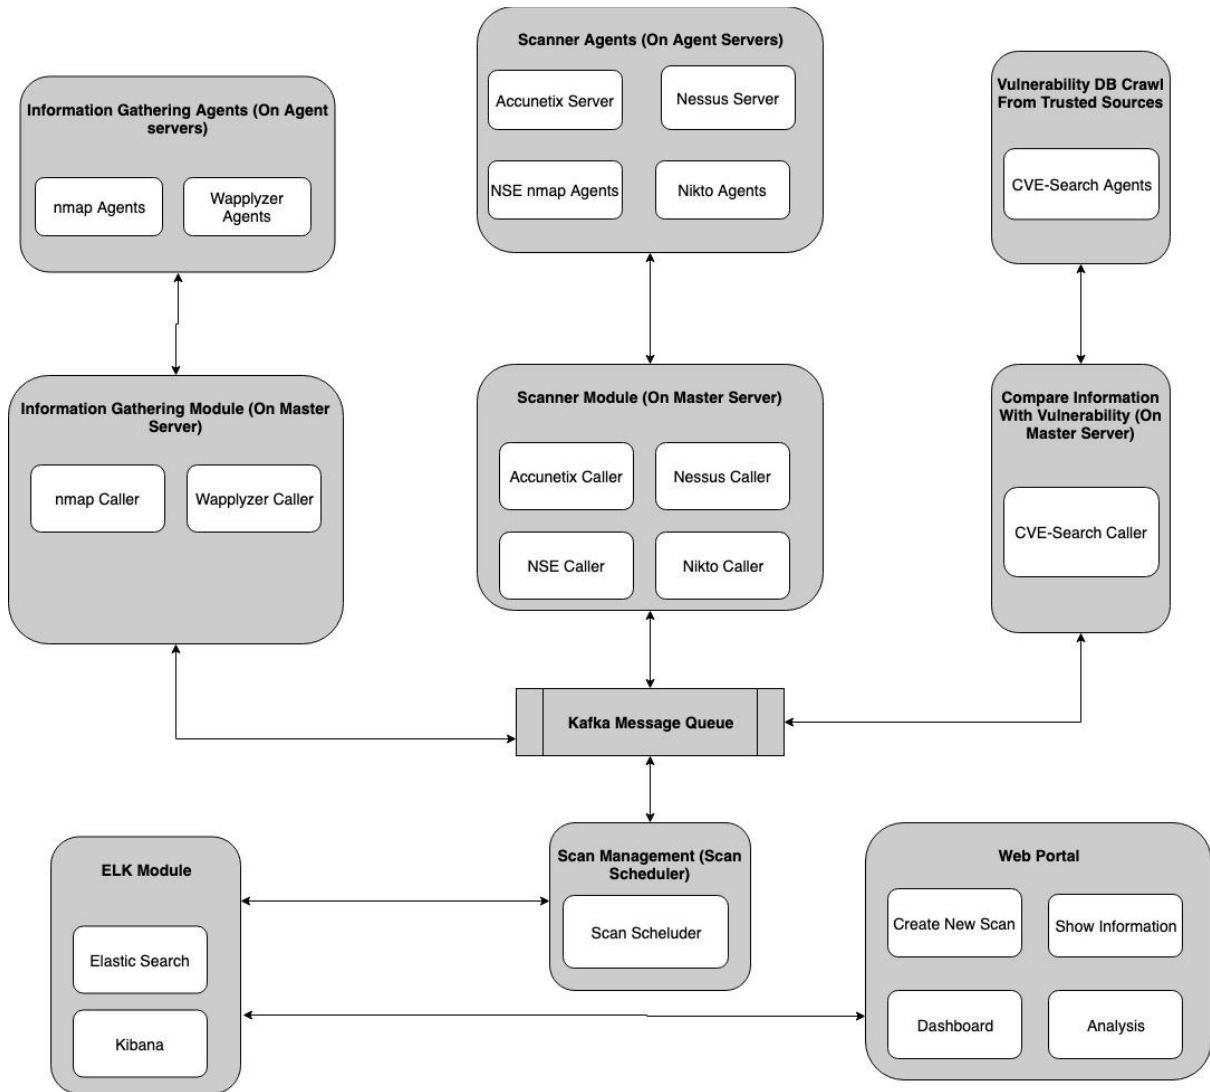 Information Gathering Agents (On Agent
servers)
nmap Agents
Wapplyzer
Agents
Scanner Agents (On Agent Servers)
Accunetix Server
Nessus Server
NSE nmap Agents
Nikto Agents
Vulnerability DB Crawl
From Trusted Sources
CVE-Search Agents
Information Gathering Module (On Master
Server)
nmap Caller
Wapplyzer Caller
Scanner Module (On Master Server)
Accunetix Caller
Nessus Caller
NSE Caller
Nikto Caller
Compare Information
With Vulnerability (On
Master Server)
CVE-Search Caller
Kafka Message Queue
ELK Module
Elastic Search
Kibana
Scan Management (Scan
Scheduler)
Scan Scheluder
Web Portal
Create New Scan
Show Information
Dashboard
Analysis